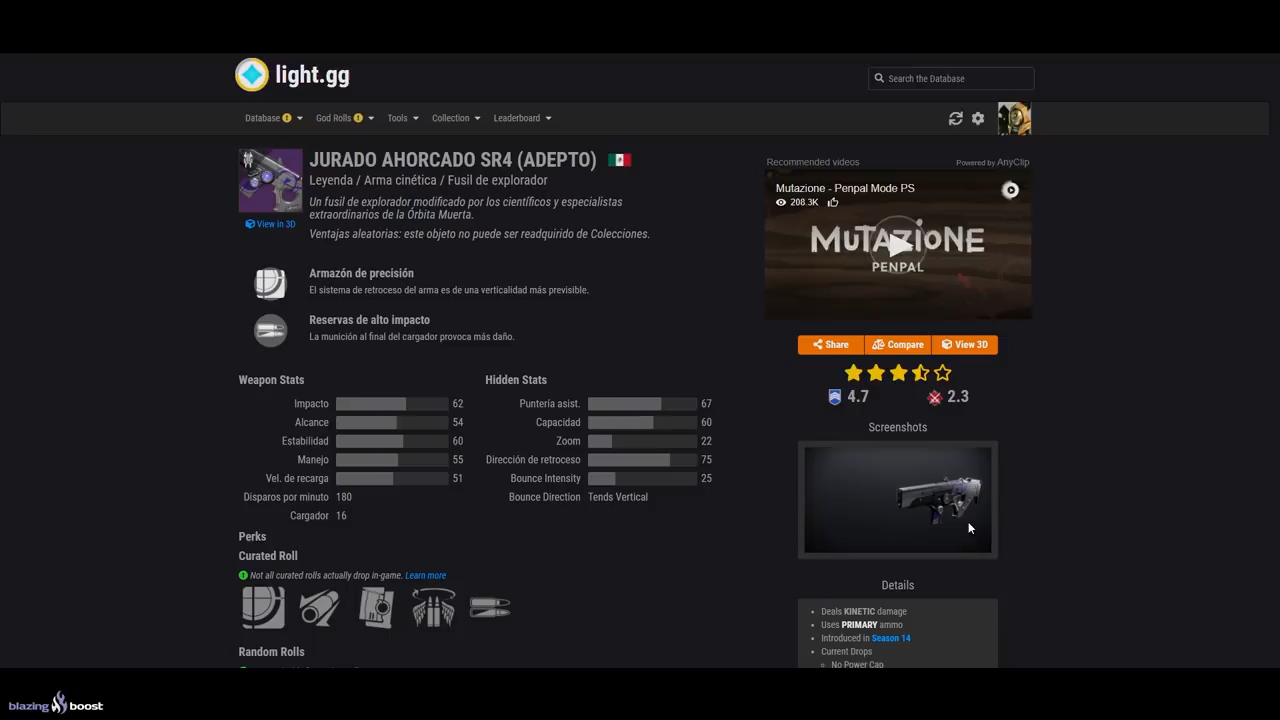 light.gg
Search the Database
Database God Rolls Tools Collection Leaderboard
JURADO AHORCADO SR4 (ADEPTO)
Leyenda / Arma cinética / Fusil de explorador
Un fusil de explorador modificado por los científicos y especialistas
extraordinarios de la Órbita Muerta.
Ventajas aleatorias: este objeto no puede ser readquirido de Colecciones.
View in 3D
Armazón de precisión
El sistema de retroceso del arma es de una verticalidad más previsible.
Reservas de alto impacto
La munición al final del cargador provoca más daño.
Weapon Stats
Impacto 62
Alcance 54
Estabilidad 60
Manejo 55
Vel. de recarga 51
Disparos por minuto 180
Cargador 16
Hidden Stats
Puntería asist. 67
Capacidad 60
Zoom 22
Dirección de retroceso 75
Bounce Intensity 25
Bounce Direction Tends Vertical
Perks
Curated Roll
Not all curated rolls actually drop in-game. Learn more
Random Rolls
Recommended videos Powered by AnyClip
Mutazione - Penpal Mode PS
208.3K
MUTAZIONE
PENPAL
Share Compare View 3D
4.7 2.3
Screenshots
Details
Deals KINETIC damage
Uses PRIMARY ammo
Introduced in Season 14
Current Drops
No Power Cap
blazing boost